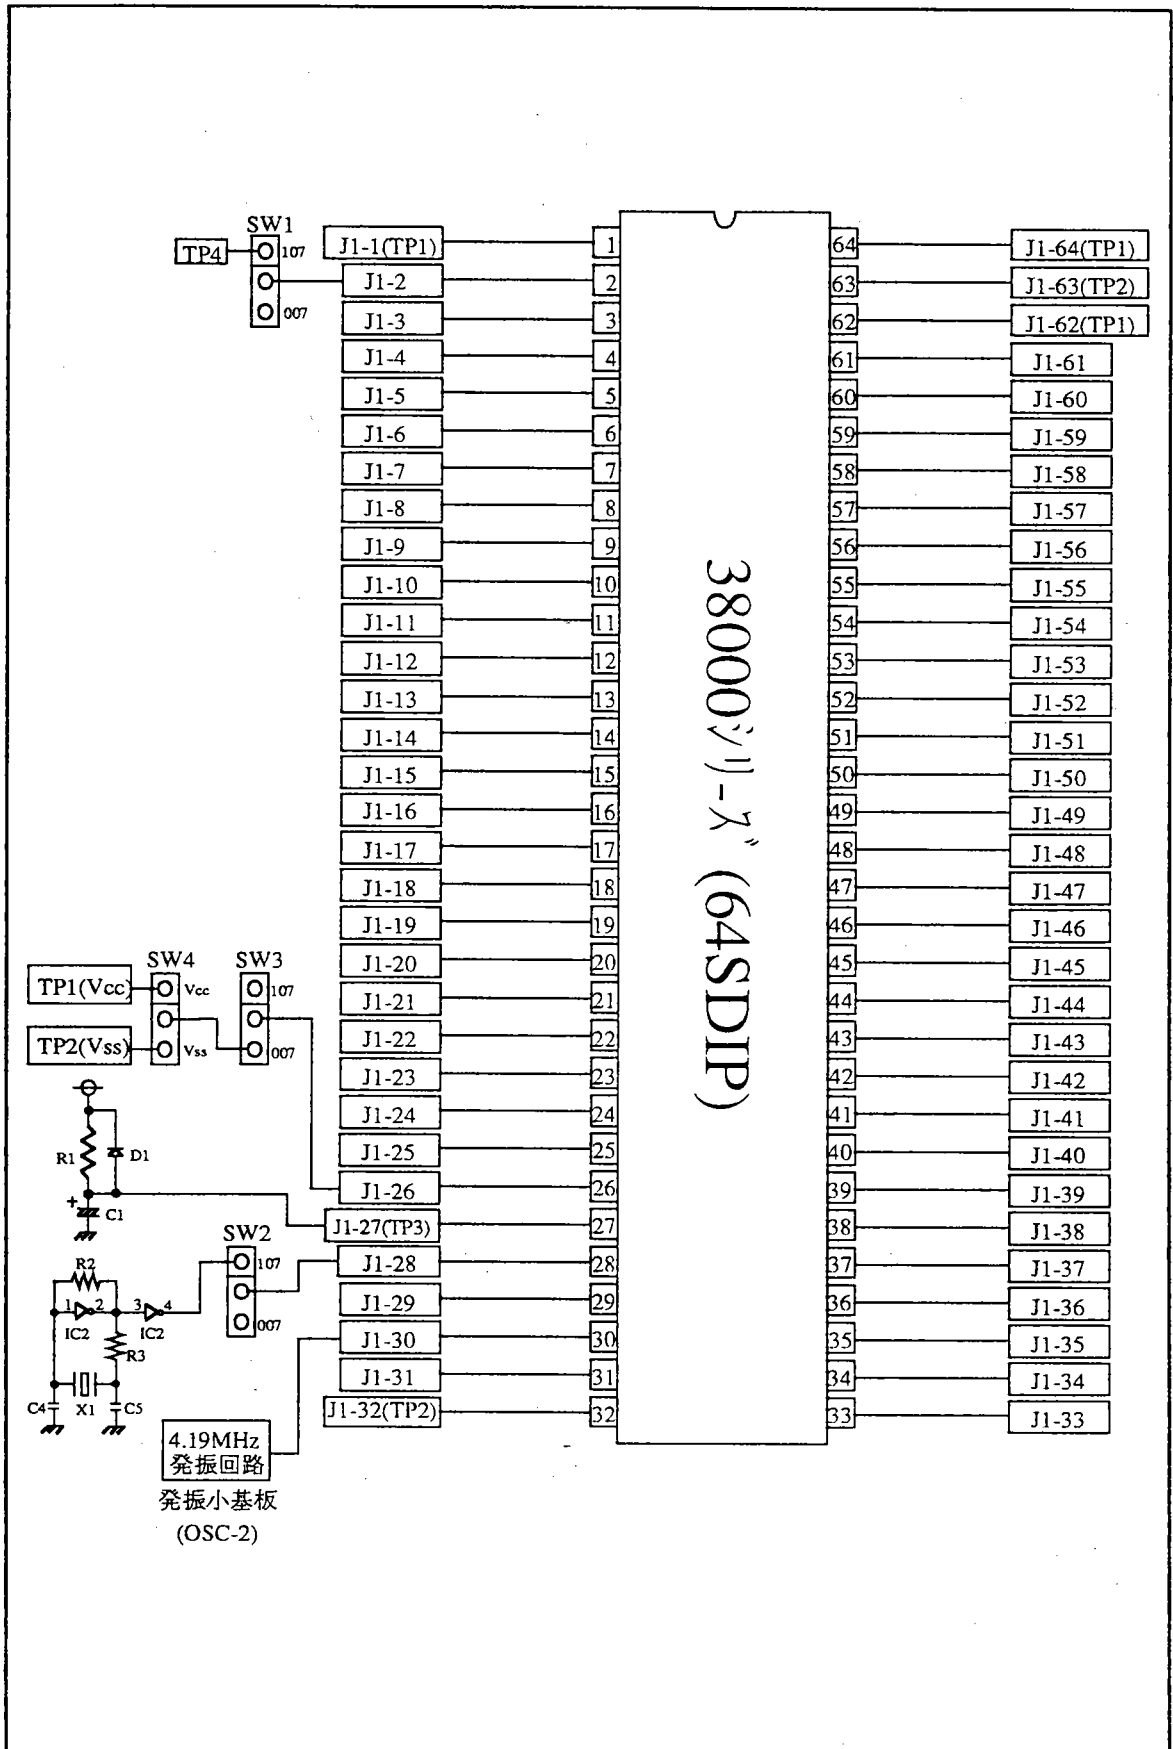 SW1
TP4
107
007
J1-1(TP1) 1 64 J1-64(TP1)
J1-2 2 63 J1-63(TP2)
J1-3 3 62 J1-62(TP1)
J1-4 4 61 J1-61
J1-5 5 60 J1-60
J1-6 6 59 J1-59
J1-7 7 58 J1-58
J1-8 8 57 J1-57
J1-9 9 56 J1-56
J1-10 10 55 J1-55
J1-11 11 54 J1-54
J1-12 12 53 J1-53
J1-13 13 52 J1-52
J1-14 14 51 J1-51
J1-15 15 50 J1-50
J1-16 16 49 J1-49
J1-17 17 48 J1-48
J1-18 18 47 J1-47
J1-19 19 46 J1-46
J1-20 20 45 J1-45
J1-21 21 44 J1-44
J1-22 22 43 J1-43
J1-23 23 42 J1-42
J1-24 24 41 J1-41
J1-25 25 40 J1-40
J1-26 26 39 J1-39
J1-27(TP3) 27 38 J1-38
J1-28 28 37 J1-37
J1-29 29 36 J1-36
J1-30 30 35 J1-35
J1-31 31 34 J1-34
J1-32(TP2) 32 33 J1-33
38000シリーズ (64SDIP)
SW4 SW3
TP1(Vcc) Vcc 107
TP2(Vss) Vss 007
R1 D1
+
C1
SW2
107
007
R2
1 2 3 4
IC2 IC2
R3
C4 X1 C5
4.19MHz
発振回路
発振小基板
(OSC-2)